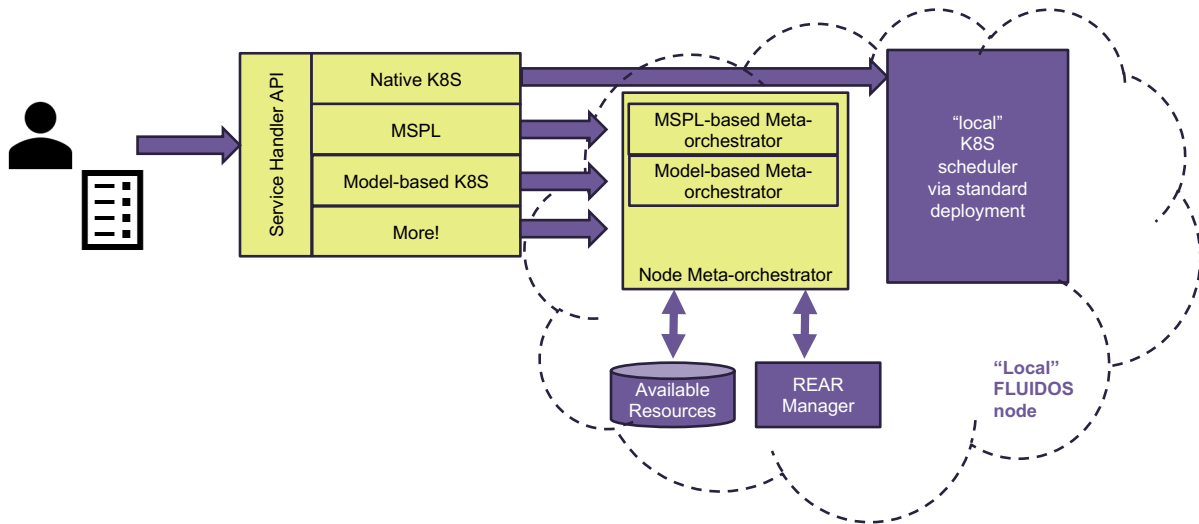 Service Handler API
Native K8S
MSPL
Model-based K8S
More!
MSPL-based Meta-
orchestrator
Model-based Meta-
orchestrator
Node Meta-orchestrator
“local”
K8S
scheduler
via standard
deployment
Available
Resources
REAR
Manager
“Local”
FLUIDOS
node